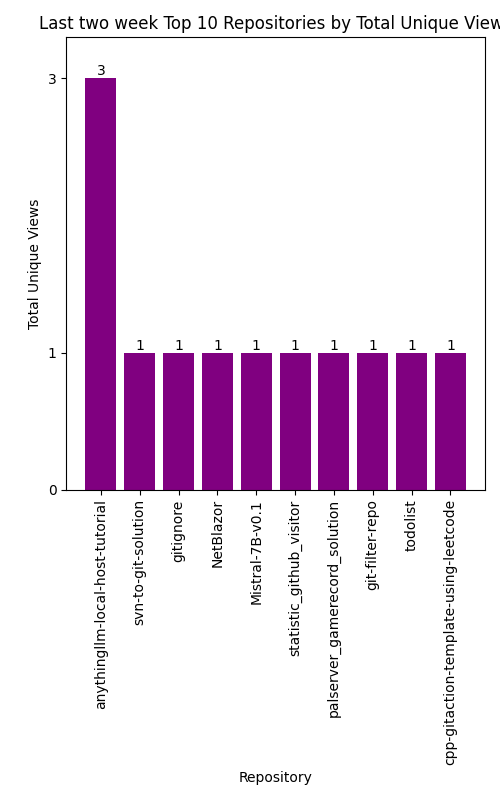 Last two week Top 10 Repositories by Total Unique View
3
3
1 1 1 1 1 1 1 1 1
1
0
Total Unique Views
anythingllm-local-host-tutorial
svn-to-git-solution
gitignore
NetBlazor
Mistral-7B-v0.1
statistic_github_visitor
palserver_gamerecord_solution
git-filter-repo
todolist
cpp-gitaction-template-using-leetcode
Repository